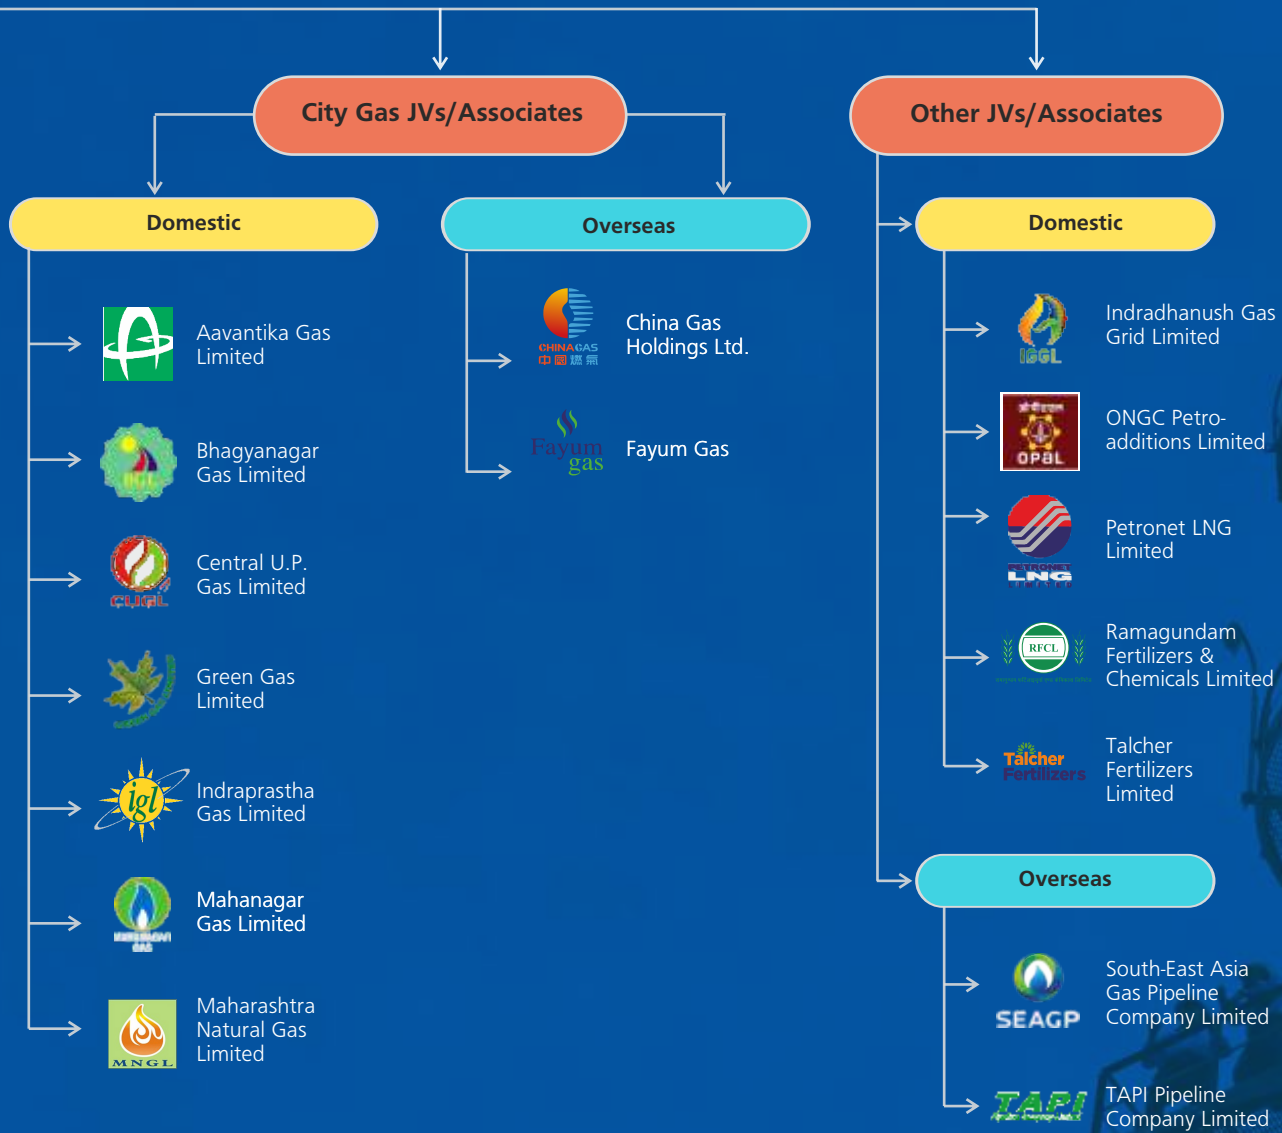 City Gas JVs/Associates
Domestic
Aavantika Gas
Limited
Bhagyanagar
Gas Limited
CUGL
Central U.P.
Gas Limited
Green Gas
Limited
igl
Indraprastha
Gas Limited
GAS
Mahanagar
Gas Limited
MNGL
Maharashtra
Natural Gas
Limited
Overseas
CHINAGAS
中國燃氣
China Gas
Holdings Ltd.
Fayum
gas
Fayum Gas
Other JVs/Associates
Domestic
IGGL
Indradhanush Gas
Grid Limited
OPaL
ONGC Petro-
additions Limited
PETRONET
LNG
LIMITED
Petronet LNG
Limited
RFCL
Ramagundam
Fertilizers &
Chemicals Limited
Talcher
Fertilizers
Talcher
Fertilizers
Limited
Overseas
SEAGP
South-East Asia
Gas Pipeline
Company Limited
TAPI
TAPI Pipeline
Company Limited